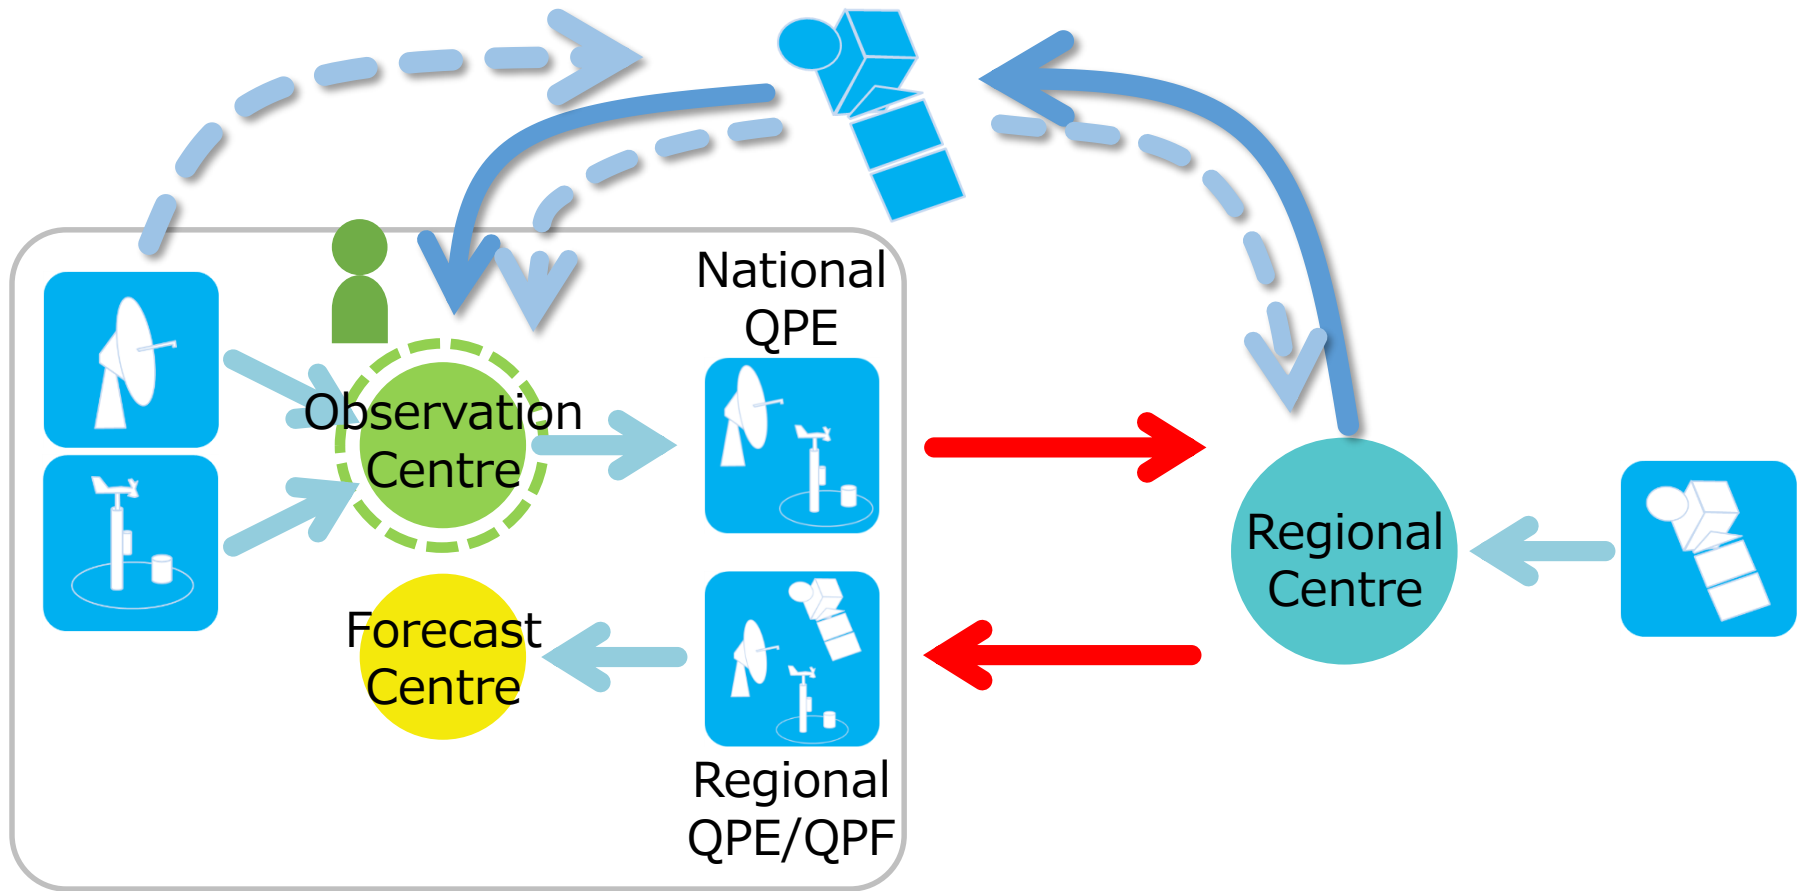 National
QPE
Observation
Centre
Forecast
Centre
Regional
QPE/QPF
Regional
Centre